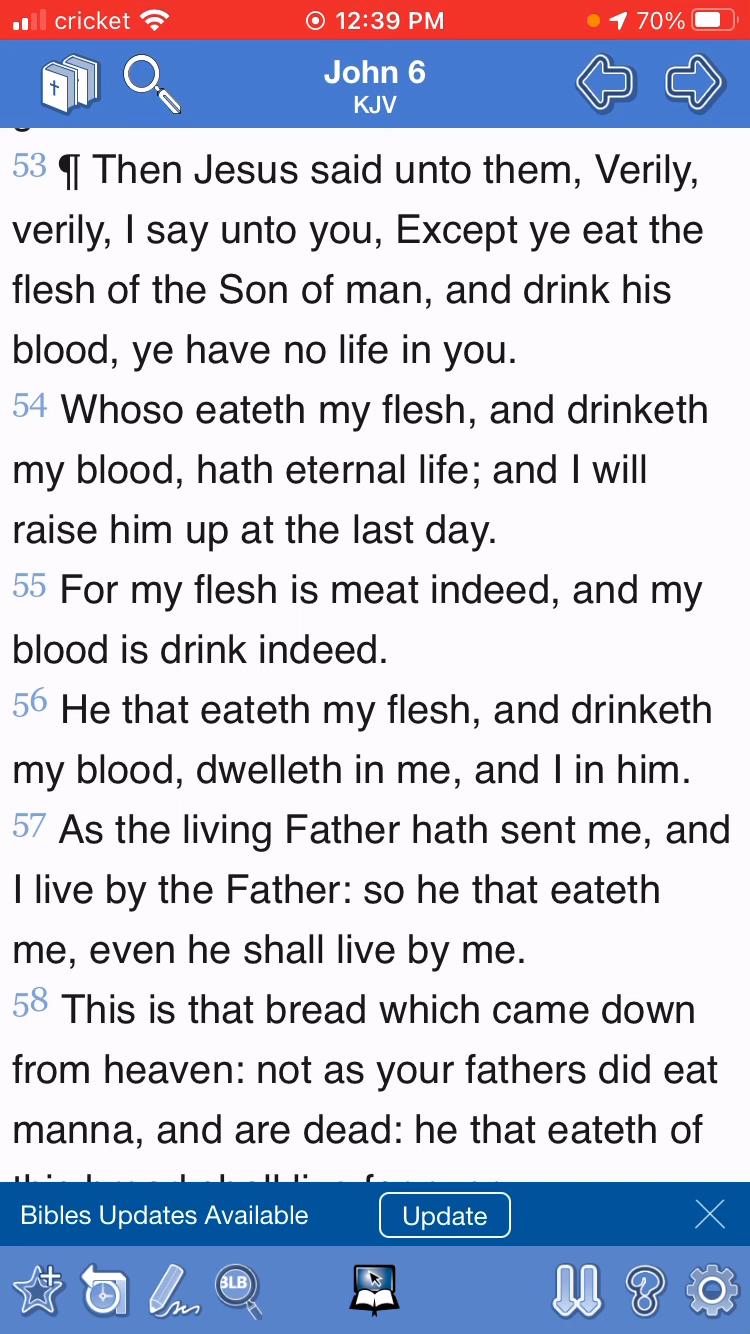 cricket 12:39 PM 70%
John 6
KJV
53 ¶ Then Jesus said unto them, Verily,
verily, I say unto you, Except ye eat the
flesh of the Son of man, and drink his
blood, ye have no life in you.
54 Whoso eateth my flesh, and drinketh
my blood, hath eternal life; and I will
raise him up at the last day.
55 For my flesh is meat indeed, and my
blood is drink indeed.
56 He that eateth my flesh, and drinketh
my blood, dwelleth in me, and I in him.
57 As the living Father hath sent me, and
I live by the Father: so he that eateth
me, even he shall live by me.
58 This is that bread which came down
from heaven: not as your fathers did eat
manna, and are dead: he that eateth of
Bibles Updates Available Update
BLB